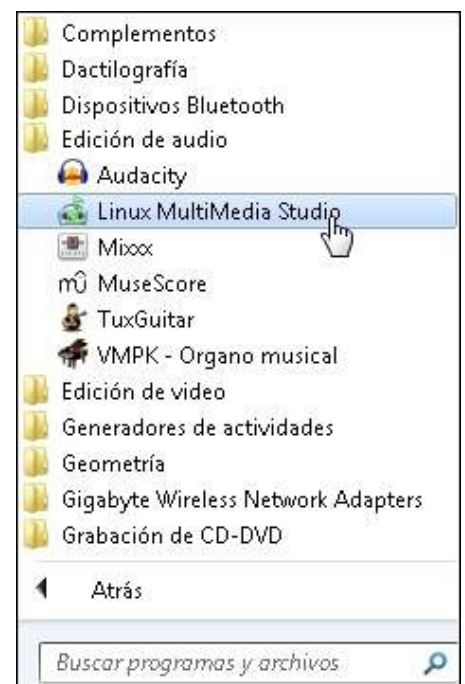 Complementos
Dactilografía
Dispositivos Bluetooth
Edición de audio
Audacity
Linux MultiMedia Studio
Mixxx
MuseScore
TuxGuitar
VMPK - Organo musical
Edición de video
Generadores de actividades
Geometría
Gigabyte Wireless Network Adapters
Grabación de CD-DVD
Atrás
Buscar programas y archivos